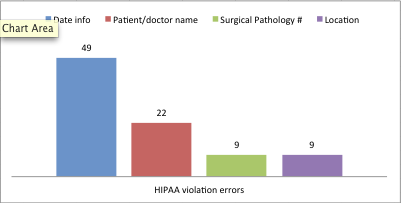 Date info Patient/doctor name Surgical Pathology # Location
Chart Area
49
22
9 9
HIPAA violation errors